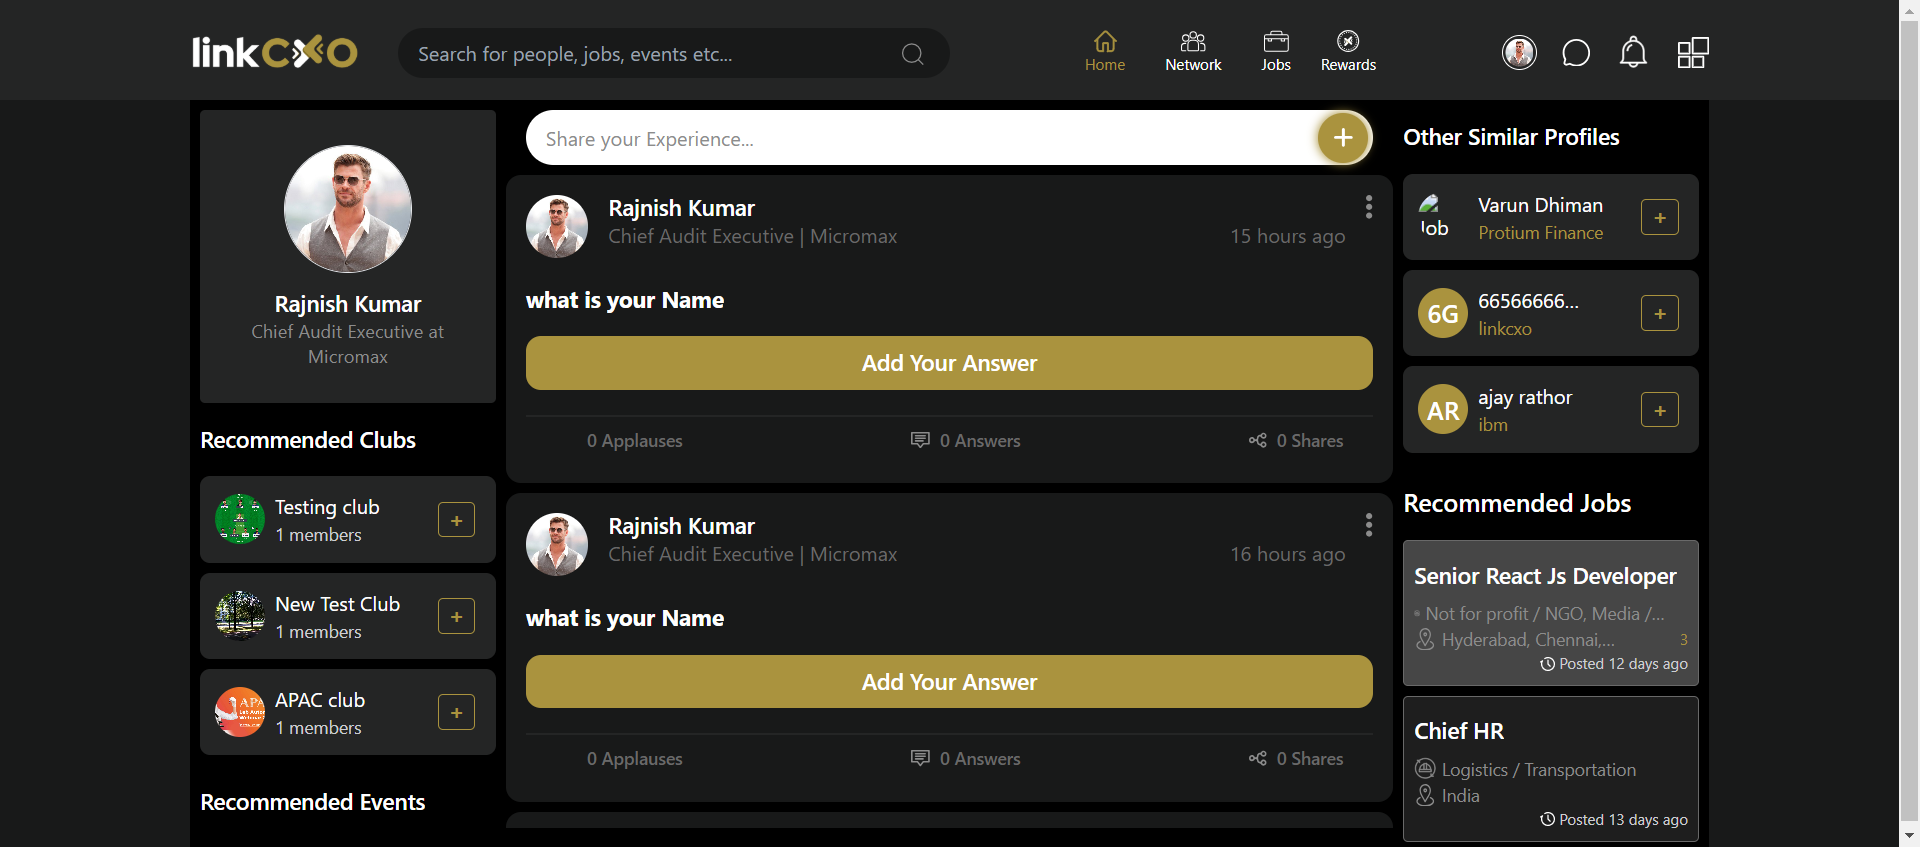 linkcxo
Search for people, jobs, events etc...
Home
Network
Jobs
Rewards
Rajnish Kumar
Chief Audit Executive at
Micromax
Recommended Clubs
Testing club
1 members
+
New Test Club
1 members
+
APAC club
1 members
+
Recommended Events
Share your Experience...
+
Rajnish Kumar
Chief Audit Executive | Micromax
15 hours ago
what is your Name
Add Your Answer
0 Applauses
0 Answers
0 Shares
Rajnish Kumar
Chief Audit Executive | Micromax
16 hours ago
what is your Name
Add Your Answer
0 Applauses
0 Answers
0 Shares
Other Similar Profiles
Varun Dhiman
Protium Finance
+
6G
66566666...
linkcxo
+
AR
ajay rathor
ibm
+
Recommended Jobs
Senior React Js Developer
Not for profit / NGO, Media /...
Hyderabad, Chennai,...
3
Posted 12 days ago
Chief HR
Logistics / Transportation
India
Posted 13 days ago